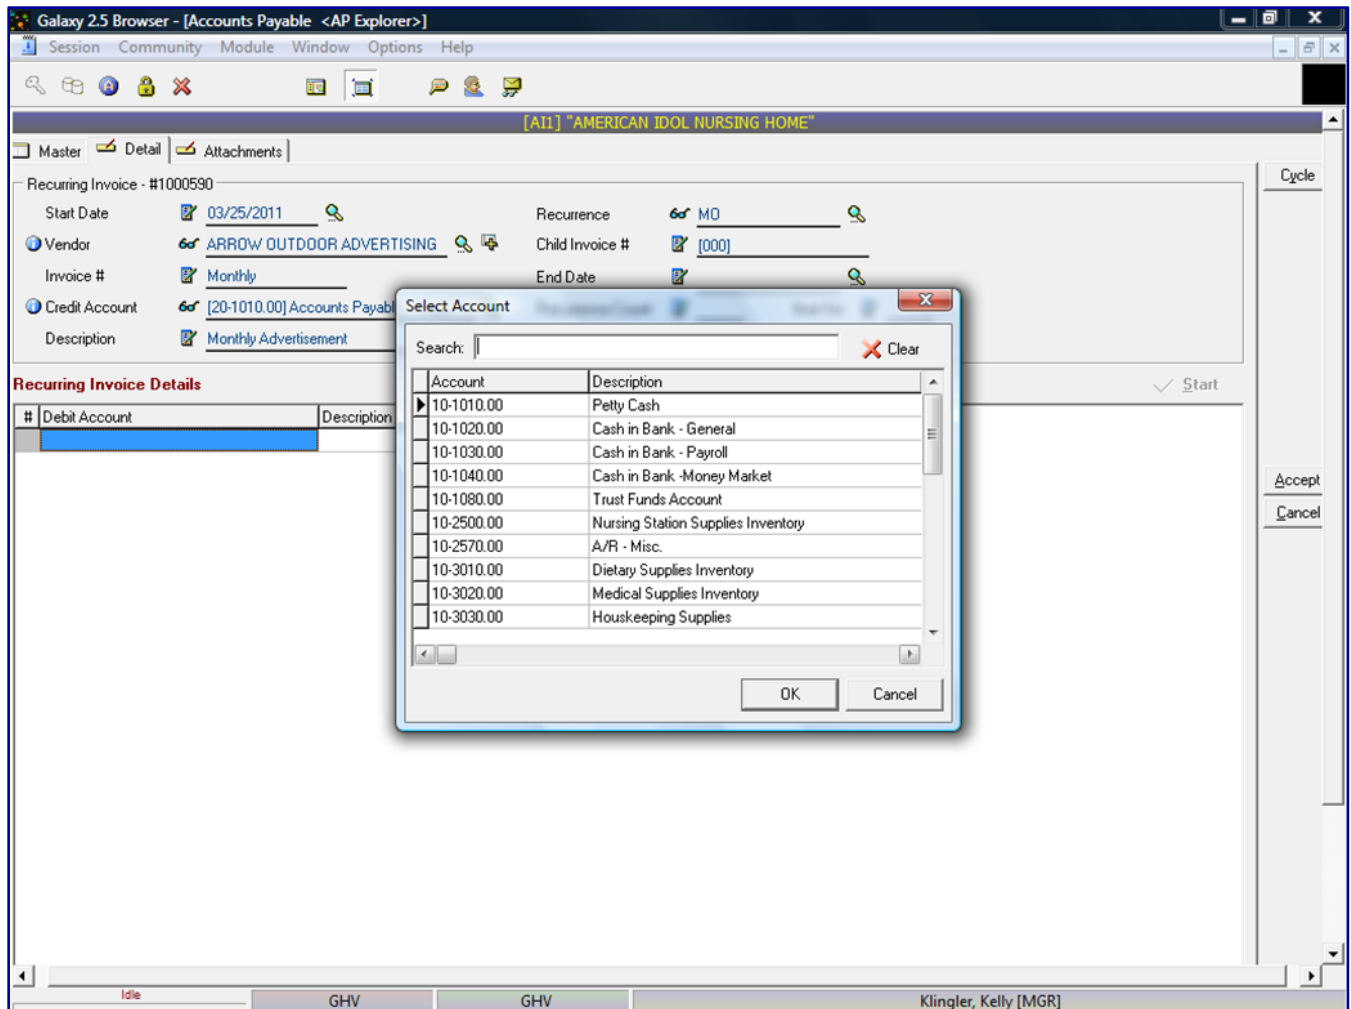 Galaxy 2.5 Browser - [Accounts Payable <AP Explorer>]
Session Community Module Window Options Help
[AI1] "AMERICAN IDOL NURSING HOME"
Master Detail Attachments
Cycle
Recurring Invoice - #1000590
Start Date 03/25/2011 Recurrence MO
Vendor ARROW OUTDOOR ADVERTISING Child Invoice # [000]
Invoice # Monthly End Date
Credit Account [20-1010.00] Accounts Payabl
Description Monthly Advertisement
Recurring Invoice Details Start
# Debit Account Description
Accept
Cancel
Select Account
Search: Clear
Account Description
10-1010.00 Petty Cash
10-1020.00 Cash in Bank - General
10-1030.00 Cash in Bank - Payroll
10-1040.00 Cash in Bank -Money Market
10-1080.00 Trust Funds Account
10-2500.00 Nursing Station Supplies Inventory
10-2570.00 A/R - Misc.
10-3010.00 Dietary Supplies Inventory
10-3020.00 Medical Supplies Inventory
10-3030.00 Houskeeping Supplies
OK Cancel
Idle GHV GHV Klingler, Kelly [MGR]